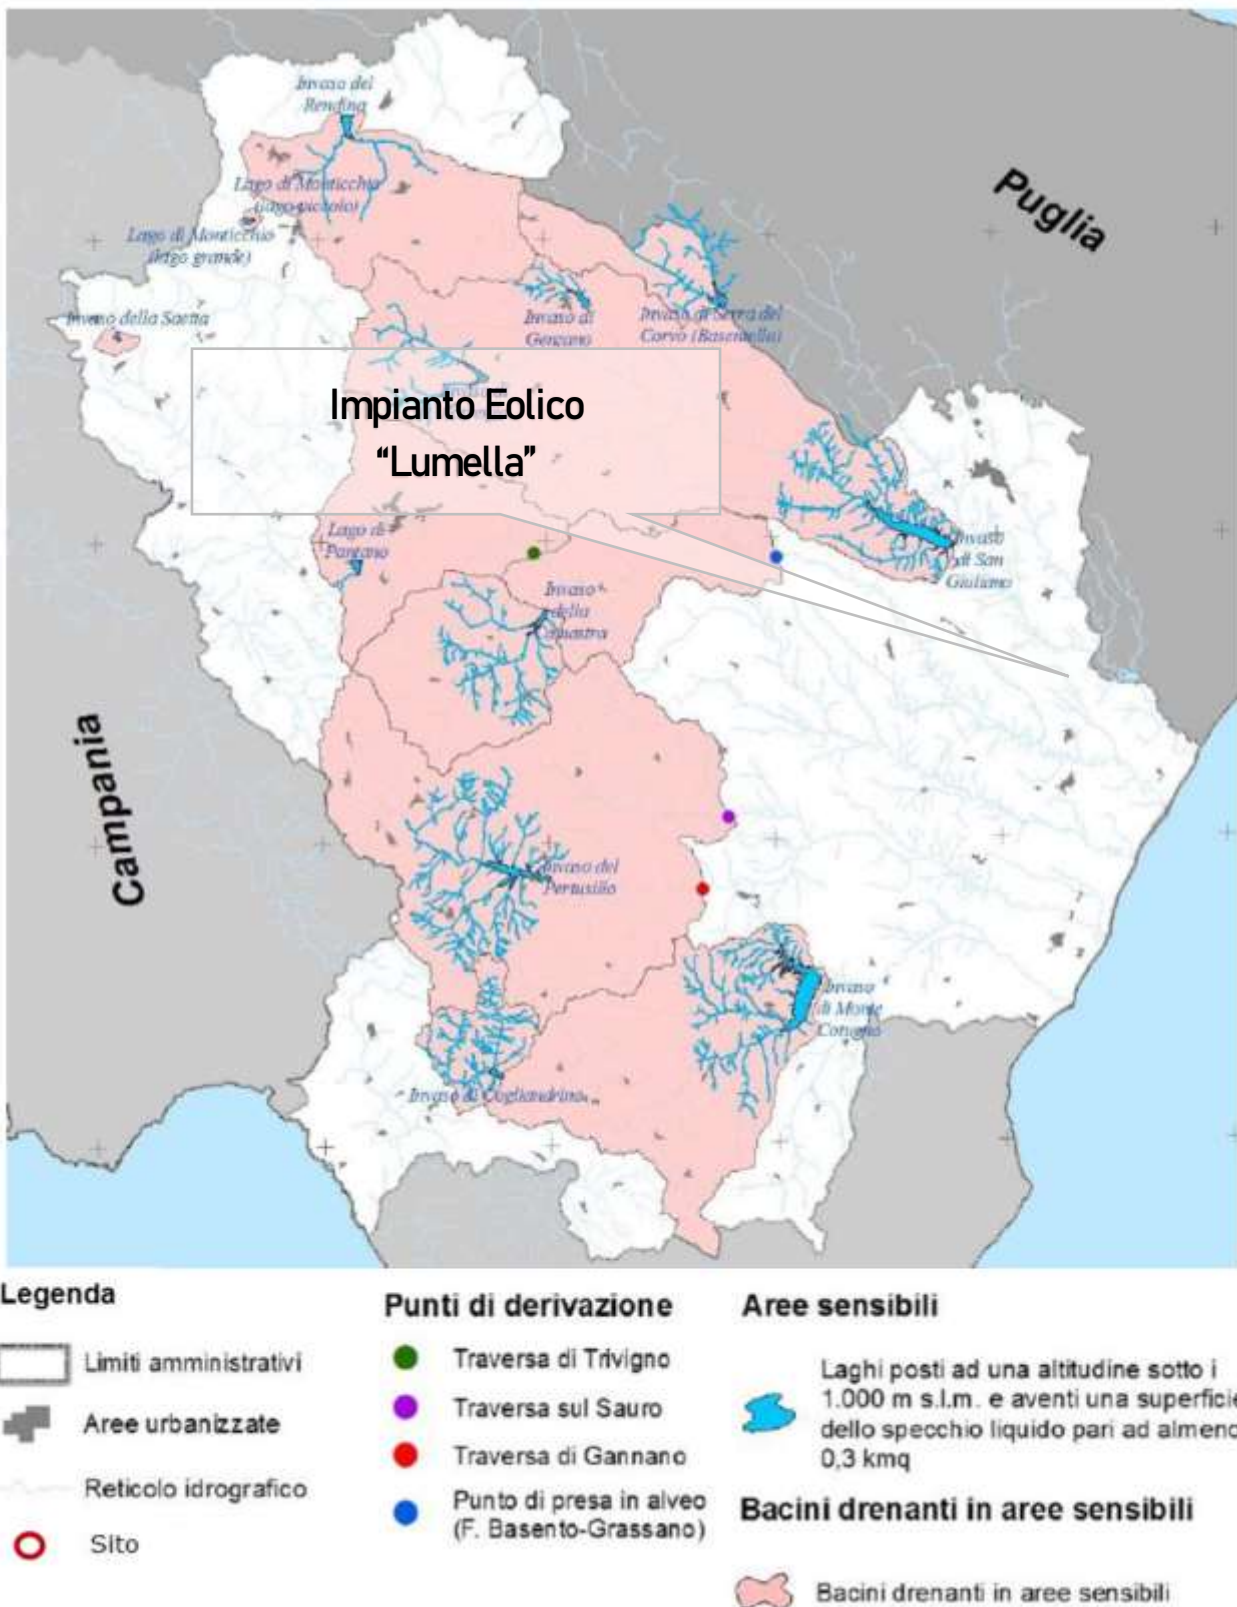 Invaso del
Rendina
Lago di Monticchio
(lago piccolo)
Lago di Monticchio
(lago grande)
Invaso della Saetta
Invaso di
Genzano
Invaso di Serra del
Corvo (Basentello)
Puglia
Impianto Eolico
“Lumella”
Lago di
Pantano
Invaso
della
Camastra
Invaso
di San
Giuliano
Campania
Invaso del
Pertusillo
Invaso
di Monte
Cotugno
Invaso di Cogliandrino
Legenda
Limiti amministrativi
Aree urbanizzate
Reticolo idrografico
Sito
Punti di derivazione
Traversa di Trivigno
Traversa sul Sauro
Traversa di Gannano
Punto di presa in alveo
(F. Basento-Grassano)
Aree sensibili
Laghi posti ad una altitudine sotto i
1.000 m s.l.m. e aventi una superficie
dello specchio liquido pari ad almeno
0,3 kmq
Bacini drenanti in aree sensibili
Bacini drenanti in aree sensibili